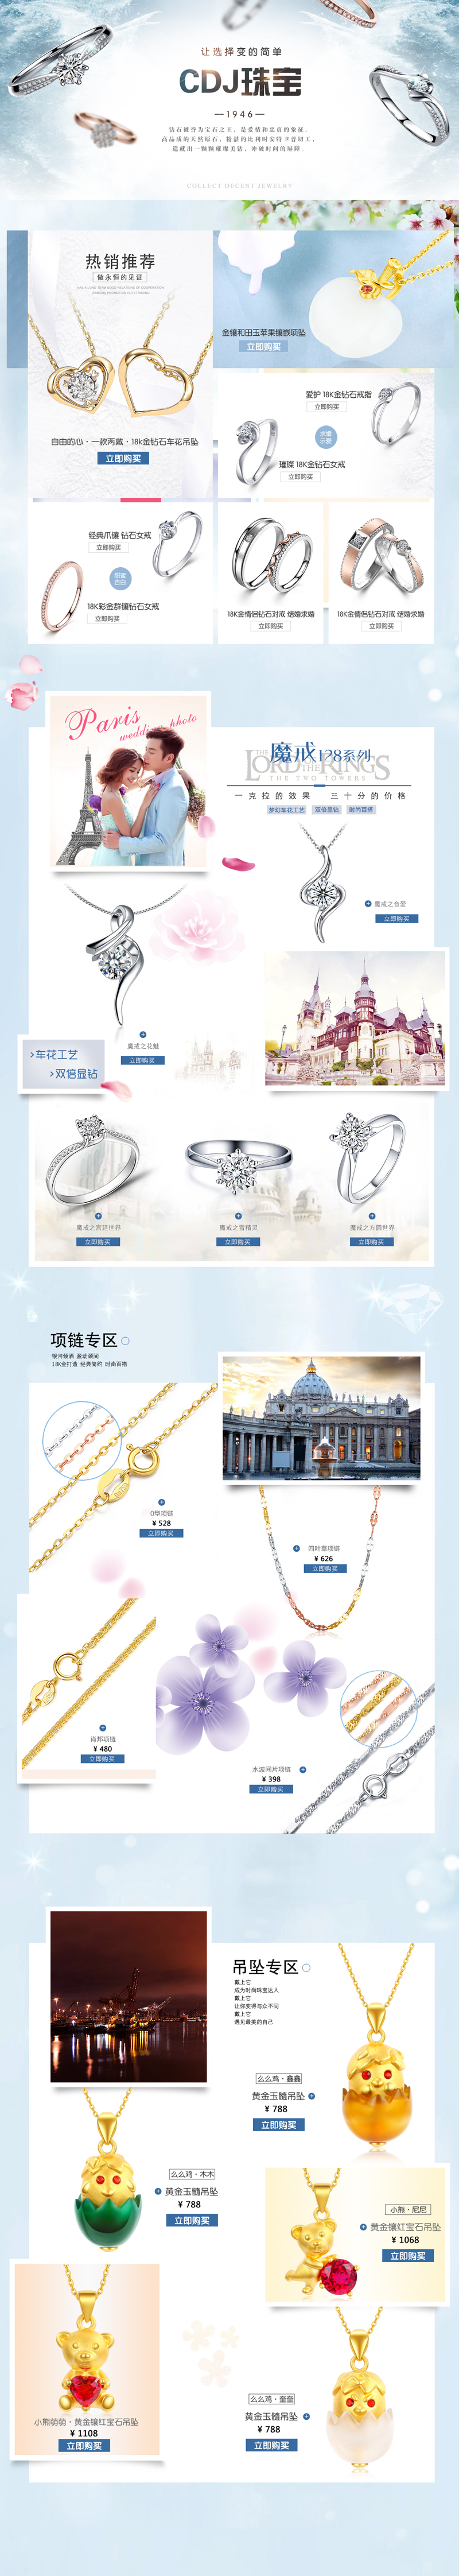 让选择变的简单
CDJ珠宝
—1946—
钻石被誉为宝石之王，是爱情和忠贞的象征。
高品质的天然原石，精湛的比利时安特卫普切工，
造就出一颗颗璀璨美钻，冲破时间的屏障。
COLLECT DECENT JEWELRY
热销推荐
做永恒的见证
自由的心·一款两戴·18k金钻石车花吊坠
立即购买
金镶和田玉苹果镶嵌颂坠
立即购买
爱护 18K金钻石戒指
立即购买
求婚
示爱
璀璨 18K金钻石女戒
立即购买
经典爪镶 钻石女戒
立即购买
甜蜜
告白
18K彩金群镶钻石女戒
立即购买
18K金情侣钻石对戒 结婚求婚
立即购买
18K金情侣钻石对戒 结婚求婚
立即购买
Paris
wedding photo
魔戒128系列
THE LORD OF THE RINGS
THE TWO TOWERS
一克拉的效果 三十分的价格
梦幻车花工艺 双倍显钻 时尚百搭
魔戒之音爱
立即购买
魔戒之花魁
立即购买
>车花工艺
>双倍显钻
魔戒之宫廷世界
立即购买
魔戒之雪精灵
立即购买
魔戒之方圆世界
立即购买
项链专区
银河倾洒 盈动颈间
18K金打造 经典简约 时尚百搭
O型项链
¥ 528
立即购买
四叶草项链
¥ 626
立即购买
肖邦项链
¥ 480
立即购买
水波间片项链
¥ 398
立即购买
吊坠专区
戴上它
成为时尚珠宝达人
戴上它
让你变得与众不同
戴上它
遇见最美的自己
么么鸡·鑫鑫
黄金玉髓吊坠
¥ 788
立即购买
么么鸡·木木
黄金玉髓吊坠
¥ 788
立即购买
小熊·尼尼
黄金镶红宝石吊坠
¥ 1068
立即购买
小熊萌萌·黄金镶红宝石吊坠
¥ 1108
立即购买
么么鸡·奎奎
黄金玉髓吊坠
¥ 788
立即购买